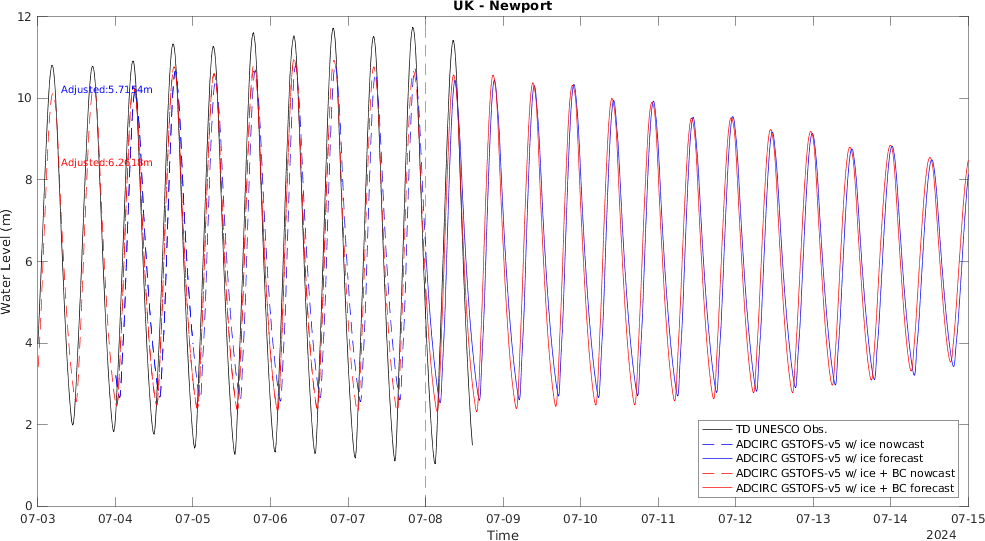 UK - Newport
12
10
8
6
4
2
0
Water Level (m)
Adjusted:5.7154m
Adjusted:6.2618m
TD UNESCO Obs.
ADCIRC GSTOFS-v5 w/ ice nowcast
ADCIRC GSTOFS-v5 w/ ice forecast
ADCIRC GSTOFS-v5 w/ ice + BC nowcast
ADCIRC GSTOFS-v5 w/ ice + BC forecast
07-03 07-04 07-05 07-06 07-07 07-08 07-09 07-10 07-11 07-12 07-13 07-14 07-15
Time
2024